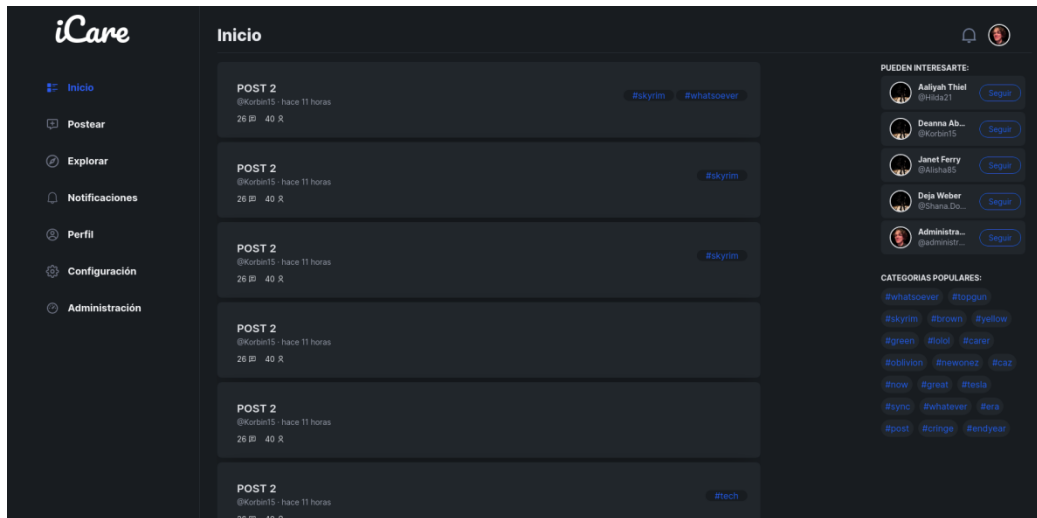 iCare
Inicio
Inicio
Postear
Explorar
Notificaciones
Perfil
Configuración
Administración
POST 2
@Korbin15 · hace 11 horas
26 40
#skyrim #whatsoever
POST 2
@Korbin15 · hace 11 horas
26 40
#skyrim
POST 2
@Korbin15 · hace 11 horas
26 40
#skyrim
POST 2
@Korbin15 · hace 11 horas
26 40
POST 2
@Korbin15 · hace 11 horas
26 40
POST 2
@Korbin15 · hace 11 horas
26 40
#tech
PUEDEN INTERESARTE:
Aaliyah Thiel
@Hilda21
Seguir
Deanna Ab...
@Korbin15
Seguir
Janet Ferry
@Alisha85
Seguir
Deja Weber
@Shana.Do...
Seguir
Administra...
@administr...
Seguir
CATEGORIAS POPULARES:
#whatsoever #topgun
#skyrim #brown #yellow
#green #lolol #carer
#oblivion #newonez #caz
#now #great #tesla
#sync #whatever #era
#post #cringe #endyear